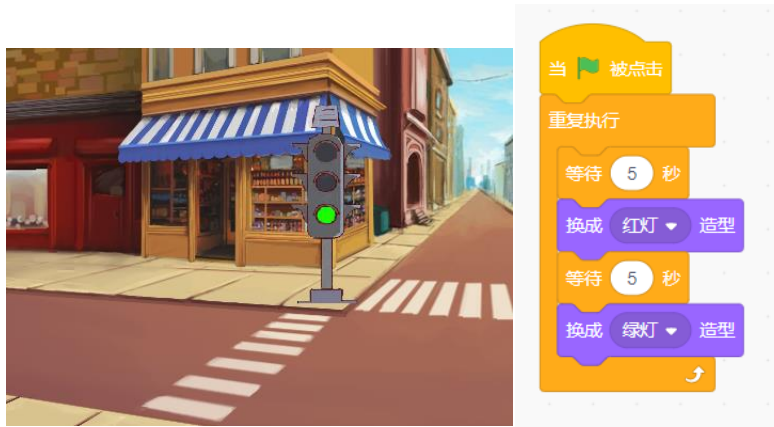 当 被点击
重复执行
等待 5 秒
换成 红灯 造型
等待 5 秒
换成 绿灯 造型